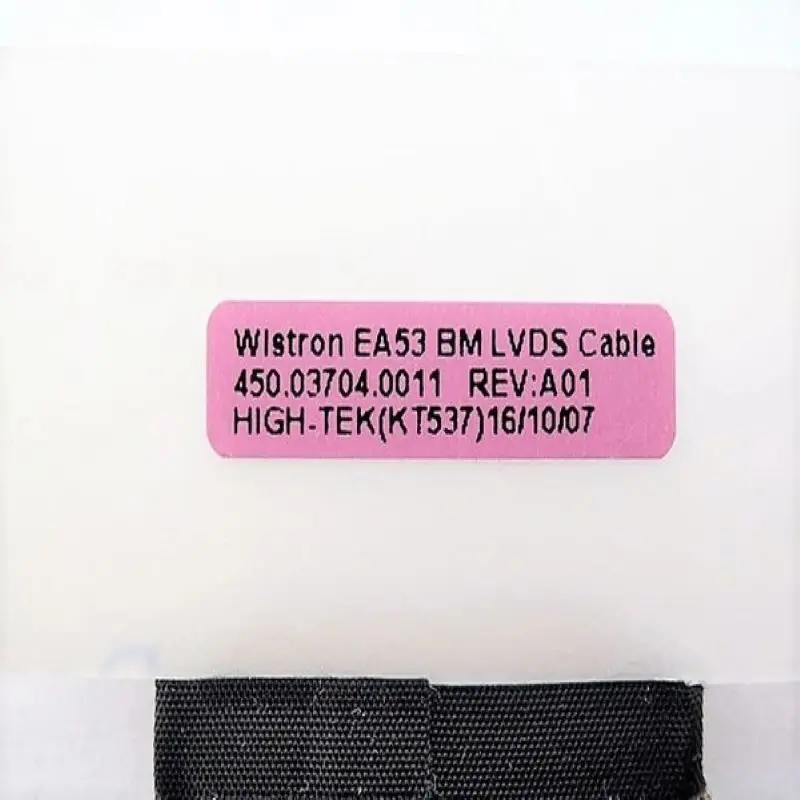 Wistron EA53 BM LVDS Cable
450.03704.0011 REV:A01
HIGH-TEK(KT537)16/10/07